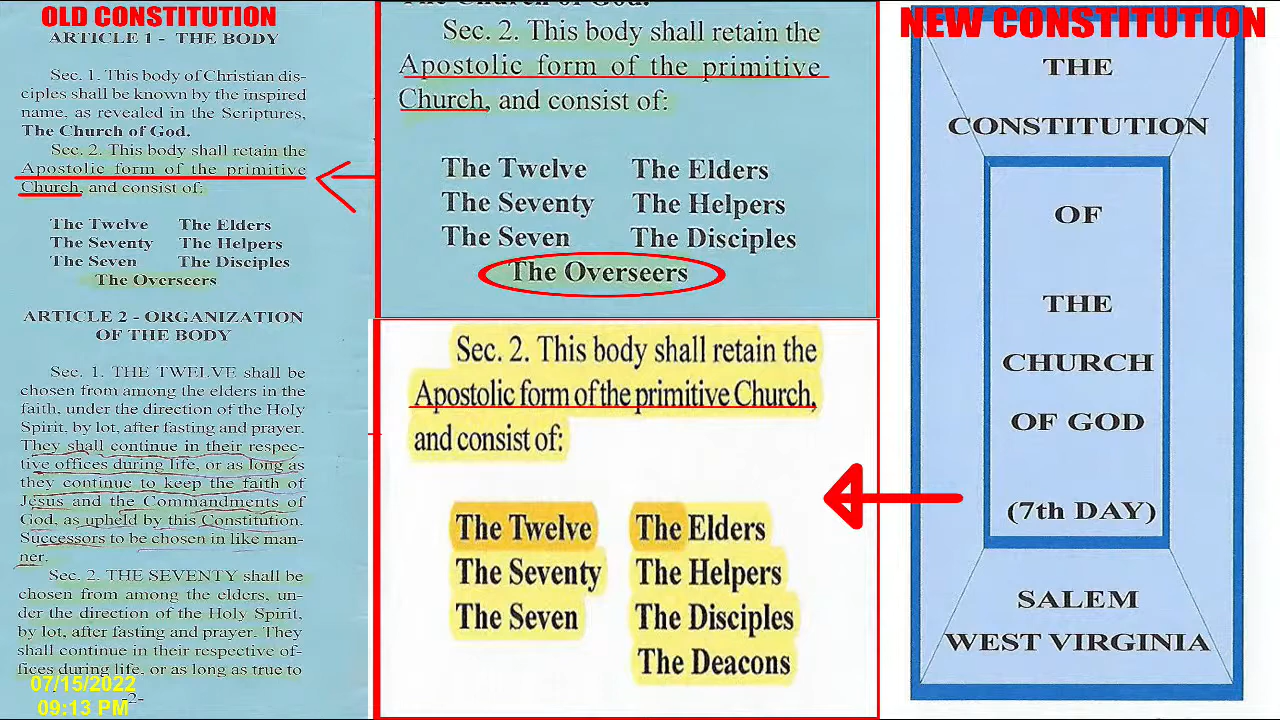 OLD CONSTITUTION
ARTICLE 1 - THE BODY
Sec. 1. This body of Christian dis-
ciples shall be known by the inspired
name, as revealed in the Scriptures,
The Church of God.
Sec. 2. This body shall retain the
Apostolic form of the primitive
Church, and consist of:
The Twelve The Elders
The Seventy The Helpers
The Seven The Disciples
The Overseers
ARTICLE 2 - ORGANIZATION
OF THE BODY
Sec. 1. THE TWELVE shall be
chosen from among the elders in the
faith, under the direction of the Holy
Spirit, by lot, after fasting and prayer.
They shall continue in their respec-
tive offices during life, or as long as
they continue to keep the faith of
Jesus and the Commandments of
God, as upheld by this Constitution.
Successors to be chosen in like man-
ner.
Sec. 2. THE SEVENTY shall be
chosen from among the elders, un-
der the direction of the Holy Spirit,
by lot, after fasting and prayer. They
shall continue in their respective of-
fices during life, or as long as true to
07/15/2022
-2-
09:13 PM
The Church of God.
Sec. 2. This body shall retain the
Apostolic form of the primitive
Church, and consist of:
The Twelve The Elders
The Seventy The Helpers
The Seven The Disciples
The Overseers
Sec. 2. This body shall retain the
Apostolic form of the primitive Church,
and consist of:
The Twelve The Elders
The Seventy The Helpers
The Seven The Disciples
The Deacons
NEW CONSTITUTION
THE
CONSTITUTION
OF
THE
CHURCH
OF GOD
(7th DAY)
SALEM
WEST VIRGINIA